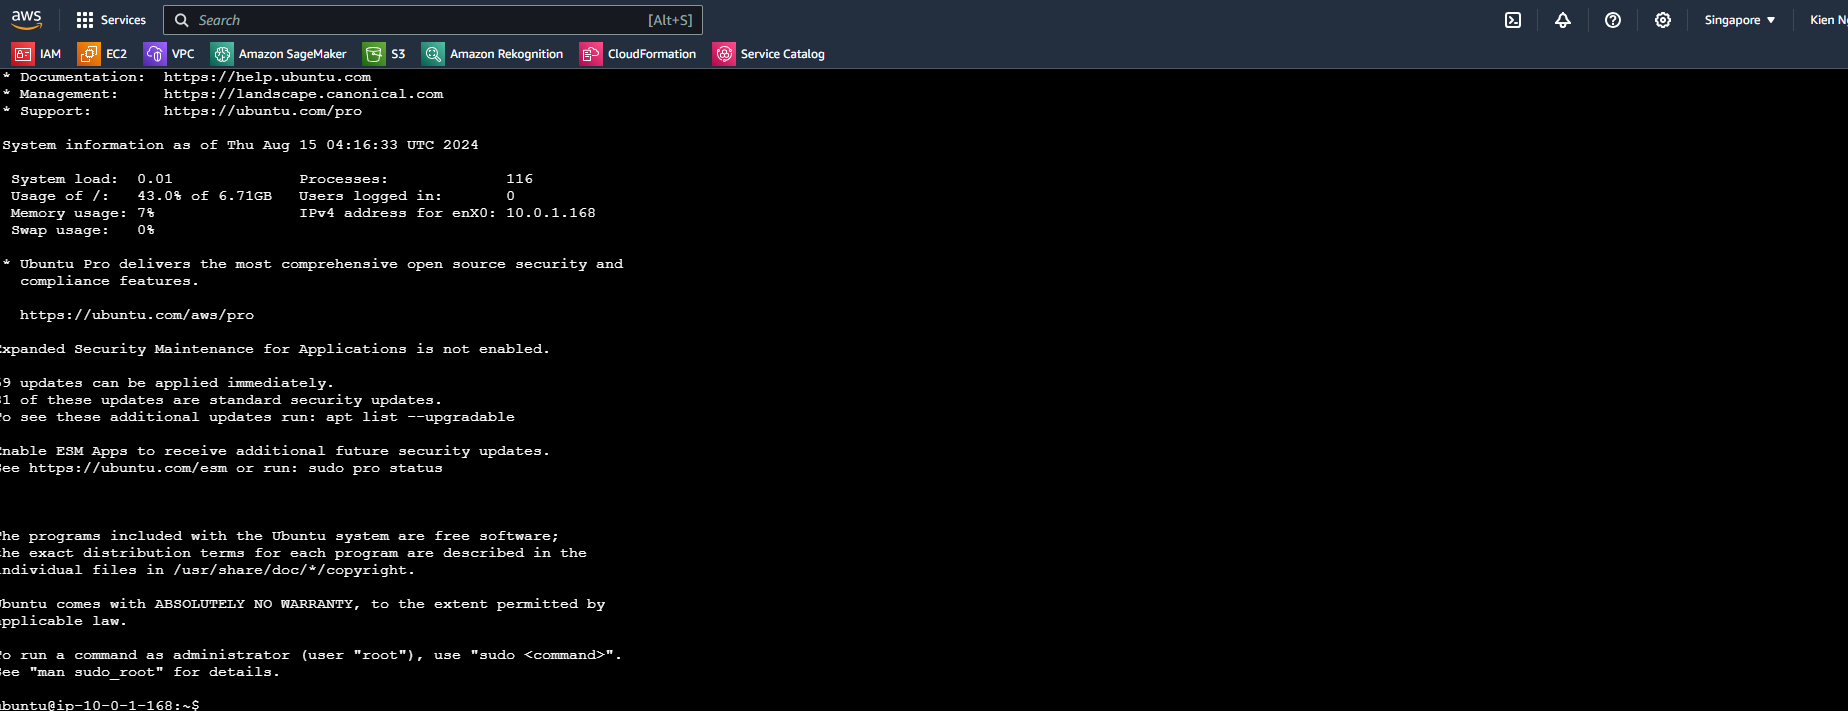 aws
Services
Search
[Alt+S]
Singapore
Kien
IAM
EC2
VPC
Amazon SageMaker
S3
Amazon Rekognition
CloudFormation
Service Catalog
* Documentation: https://help.ubuntu.com
* Management: https://landscape.canonical.com
* Support: https://ubuntu.com/pro
System information as of Thu Aug 15 04:16:33 UTC 2024
System load: 0.01 Processes: 116
Usage of /: 43.0% of 6.71GB Users logged in: 0
Memory usage: 7% IPv4 address for enX0: 10.0.1.168
Swap usage: 0%
* Ubuntu Pro delivers the most comprehensive open source security and
compliance features.
https://ubuntu.com/aws/pro
xpanded Security Maintenance for Applications is not enabled.
9 updates can be applied immediately.
1 of these updates are standard security updates.
o see these additional updates run: apt list --upgradable
nable ESM Apps to receive additional future security updates.
ee https://ubuntu.com/esm or run: sudo pro status
he programs included with the Ubuntu system are free software;
he exact distribution terms for each program are described in the
ndividual files in /usr/share/doc/*/copyright.
buntu comes with ABSOLUTELY NO WARRANTY, to the extent permitted by
pplicable law.
o run a command as administrator (user "root"), use "sudo <command>".
ee "man sudo_root" for details.
buntu@ip-10-0-1-168:~$